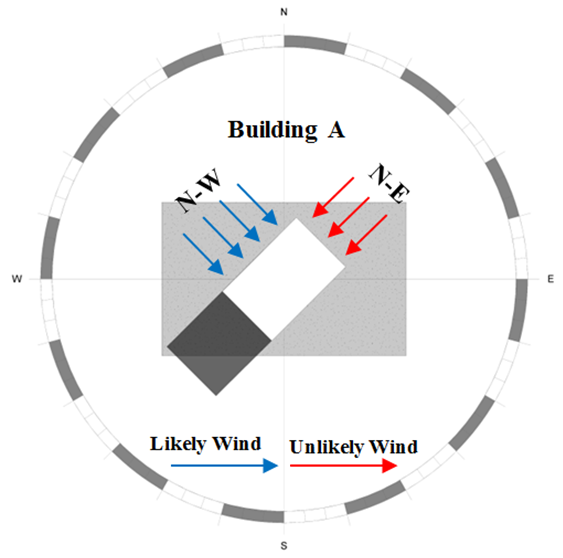 N
Building A
N-W
N-E
W
E
Likely Wind
Unlikely Wind
S